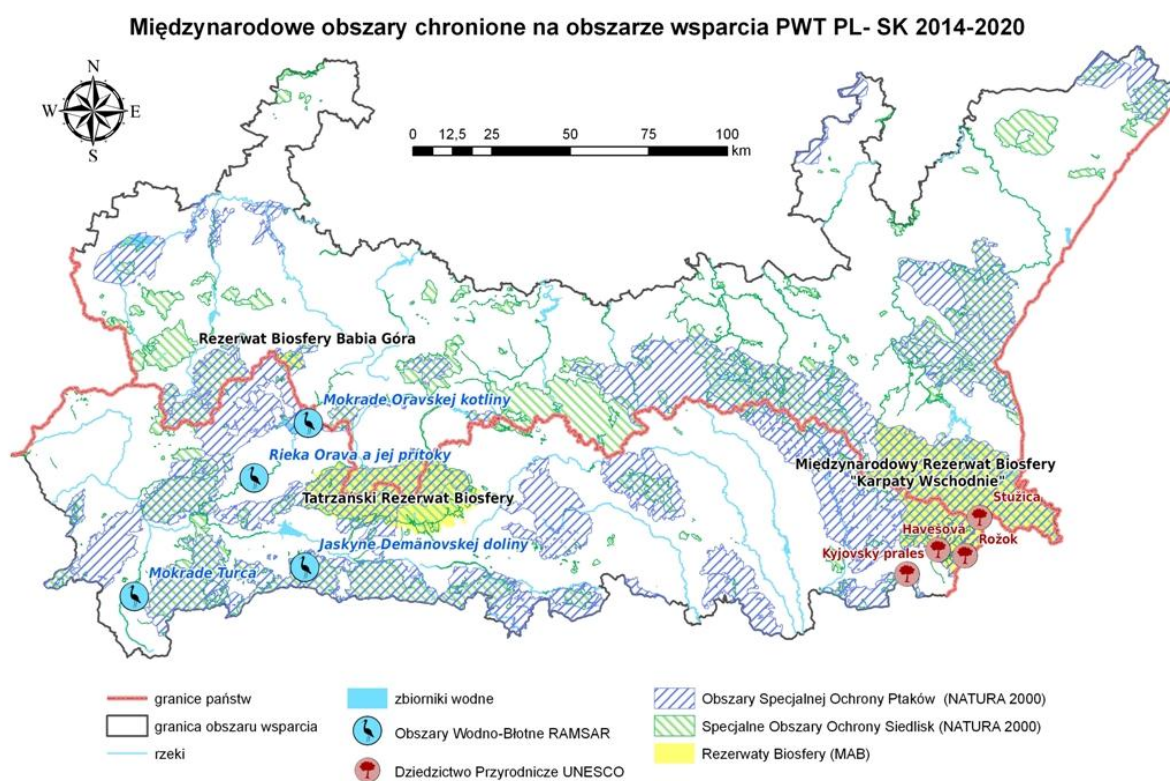 Międzynarodowe obszary chronione na obszarze wsparcia PWT PL- SK 2014-2020
N
W E
S
0 12,5 25 50 75 100
km
Rezerwat Biosfery Babia Góra
Mokrade Oravskej kotliny
Rieka Orava a jej přítoky
Międzynarodowy Rezerwat Biosfery
"Karpaty Wschodnie"
Tatrzański Rezerwat Biosfery
Stužica
Havesova
Rožok
Jaskyne Demänovskej doliny
Kyjovsky prales
Mokrade Turca
granice państw
granica obszaru wsparcia
rzeki
zbiorniki wodne
Obszary Wodno-Błotne RAMSAR
Dziedzictwo Przyrodnicze UNESCO
Obszary Specjalnej Ochrony Ptaków (NATURA 2000)
Specjalne Obszary Ochrony Siedlisk (NATURA 2000)
Rezerwaty Biosfery (MAB)